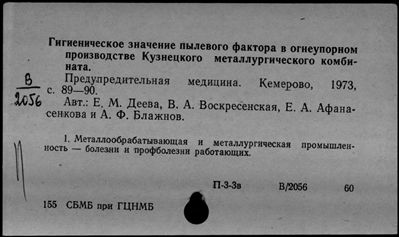 Гигиеническое значение пылевого фактора в огнеупорном
производстве Кузнецкого металлургического комби-
ната.
В
2056
Предупредительная медицина. Кемерово, 1973,
с. 89—90.
Авт.: Е. М. Деева, В. А. Воскресенская, Е. А. Афана-
сенкова и А. Ф. Блажнов.
1. Металлообрабатывающая и металлургическая промышлен-
ность — болезни и профболезни работающих.
П-3-3в В/2056 60
155 СБМБ при ГЦНМБ